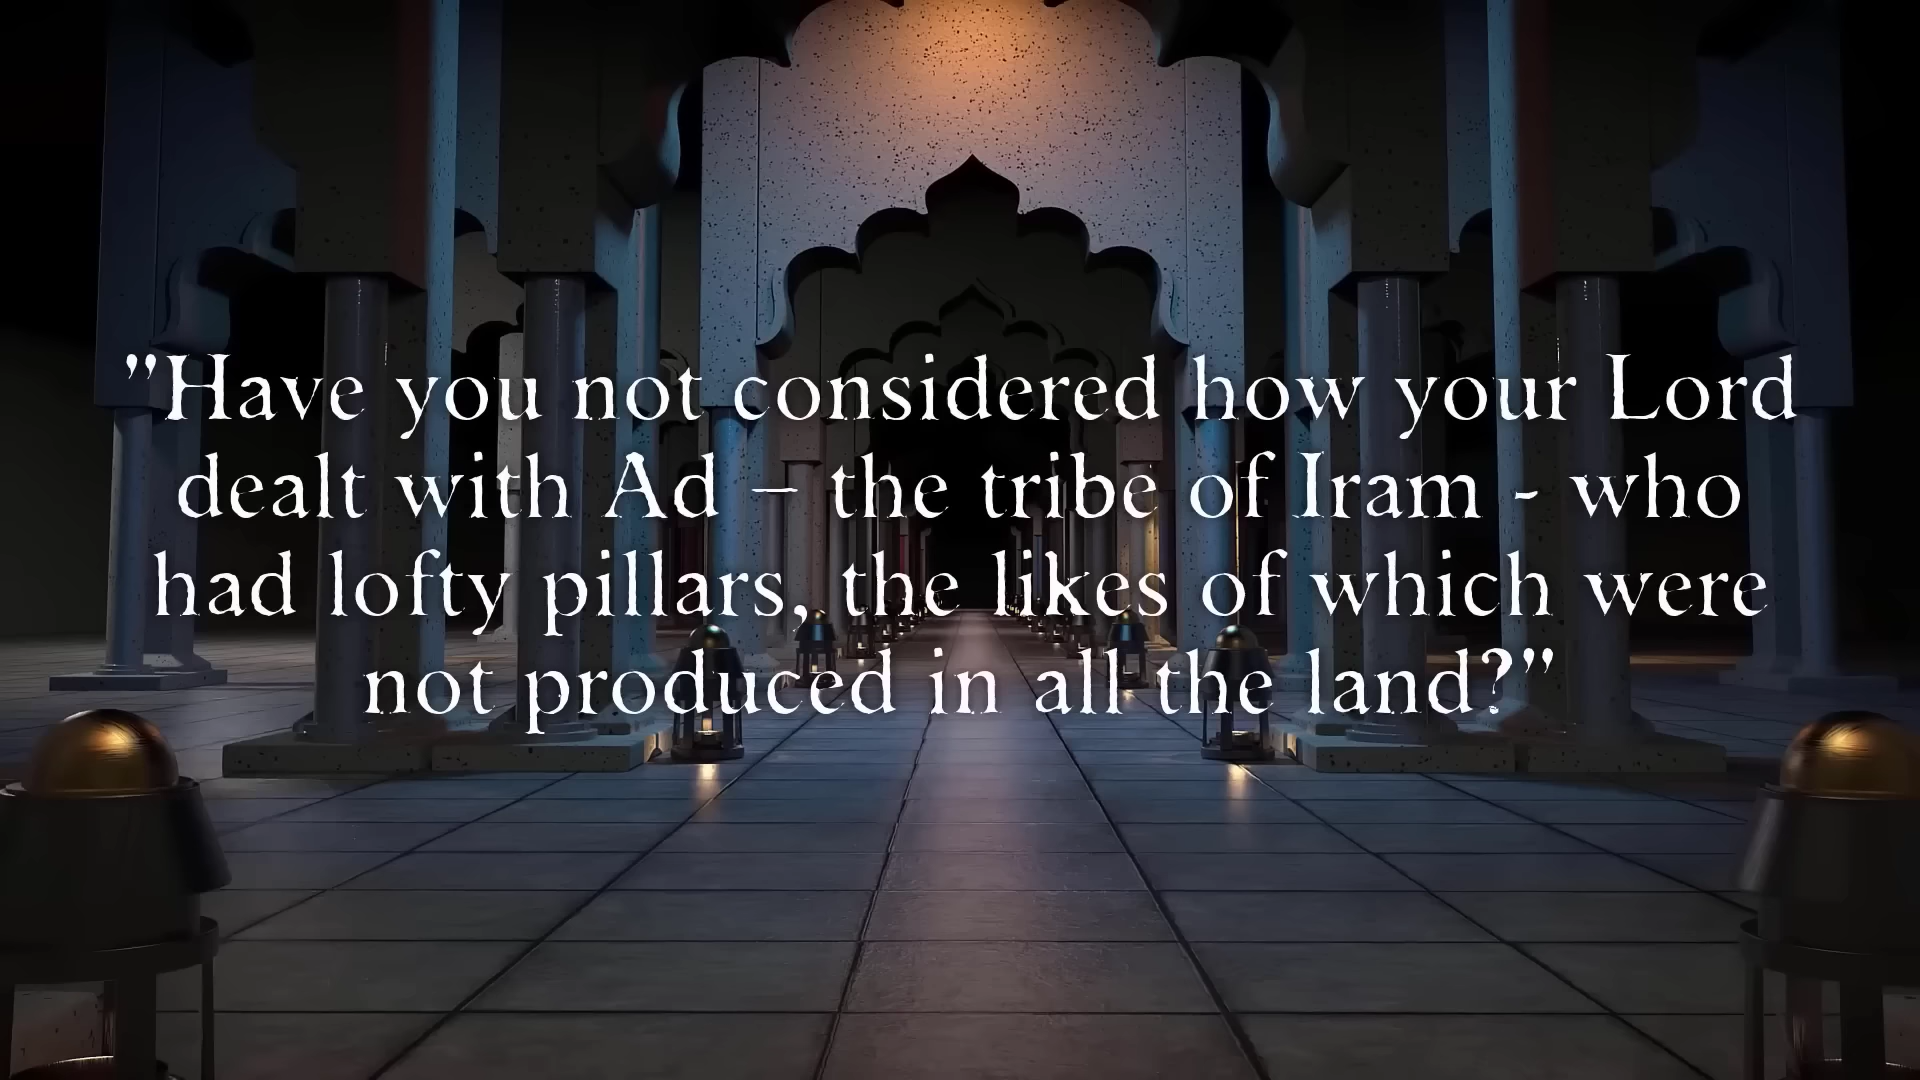 "Have you not considered how your Lord
dealt with Ad – the tribe of Iram - who
had lofty pillars, the likes of which were
not produced in all the land?”